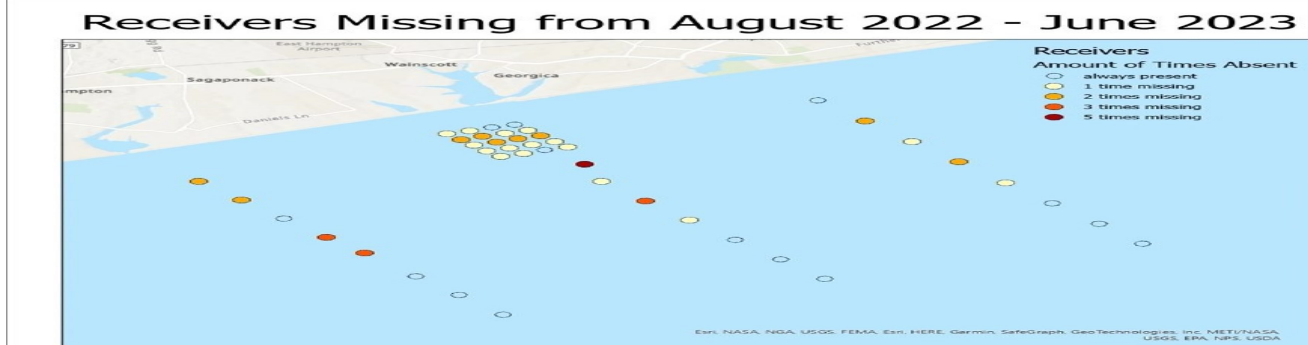 Receivers Missing from August 2022 - June 2023
79
East Hampton
Airport
Wainscott
Georgica
Sagaponack
mpton
Daniels Ln
Furthe
Receivers
Amount of Times Absent
always present
1 time missing
2 times missing
3 times missing
5 times missing
Esri, NASA, NGA, USGS, FEMA, Esri, HERE, Garmin, SafeGraph, GeoTechnologies, Inc, METI/NASA,
USGS, EPA, NPS, USDA